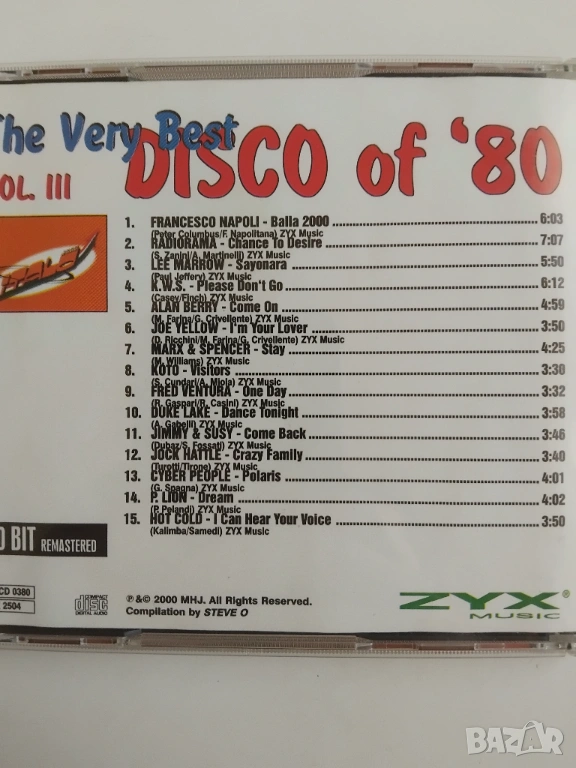 The Very Best
DISCO of '80
VOL. III
1. FRANCESCO NAPOLI - Balla 2000 6:03
(Peter Columbus/F. Napolitana) ZYX Music
2. RADIORAMA - Chance To Desire 7:07
(S. Zanini/A. Martinelli) ZYX Music
3. LEE MARROW - Sayonara 5:50
(Paul Jeffery) ZYX Music
4. K.W.S. - Please Don't Go 6:12
(Casey/Finch) ZYX Music
5. ALAN BERRY - Come On 4:59
(M. Farina/G. Crivellente) ZYX Music
6. JOE YELLOW - I'm Your Lover 3:50
(D. Ricchini/M. Farina/G. Crivellente) ZYX Music
7. MARX & SPENCER - Stay 4:25
(M. Williams) ZYX Music
8. KOTO - Visitors 3:30
(S. Cundari/A. Miola) ZYX Music
9. FRED VENTURA - One Day 3:32
(R. Gaspari/R. Casini) ZYX Music
10. DUKE LAKE - Dance Tonight 3:58
(A. Gabelli) ZYX Music
11. JIMMY & SUSY - Come Back 3:46
(Dubaz/S. Fossati) ZYX Music
12. JOCK HATTLE - Crazy Family 3:40
(Turotti/Tirone) ZYX Music
13. CYBER PEOPLE - Polaris 4:01
(G. Spagna) ZYX Music
14. P. LION - Dream 4:02
(P. Pelandi) ZYX Music
15. HOT COLD - I Can Hear Your Voice 3:50
(Kalimba/Samedi) ZYX Music
0 BIT REMASTERED
CD 0380
2504
COMPACT
disc
DIGITAL AUDIO
℗&© 2000 MHJ. All Rights Reserved.
Compilation by STEVE O
ZYX®
MUSIC
BAZAR.bg